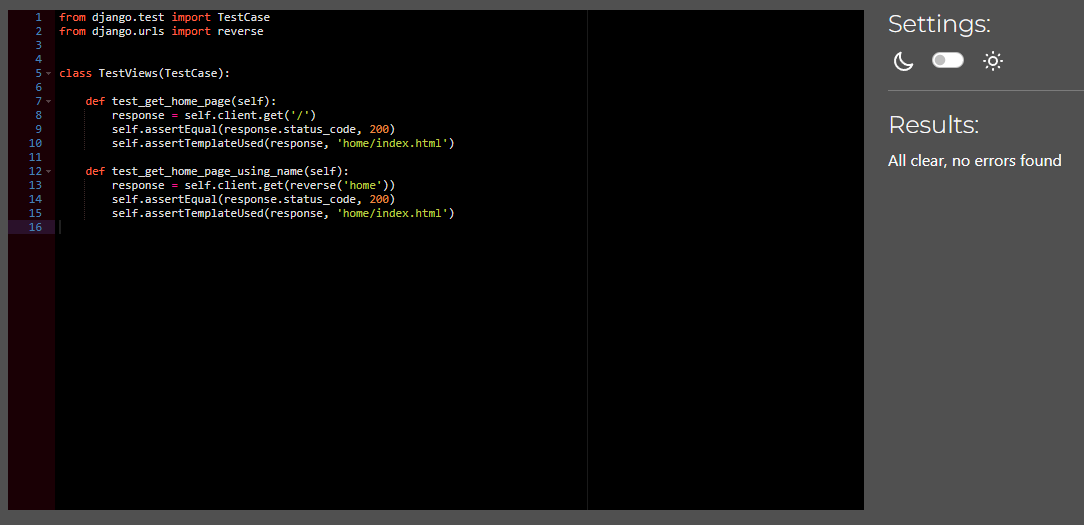 1 from django.test import TestCase
2 from django.urls import reverse
3
4
5 class TestViews(TestCase):
6
7     def test_get_home_page(self):
8         response = self.client.get('/')
9         self.assertEqual(response.status_code, 200)
10         self.assertTemplateUsed(response, 'home/index.html')
11
12     def test_get_home_page_using_name(self):
13         response = self.client.get(reverse('home'))
14         self.assertEqual(response.status_code, 200)
15         self.assertTemplateUsed(response, 'home/index.html')
16
Settings:
Results:
All clear, no errors found